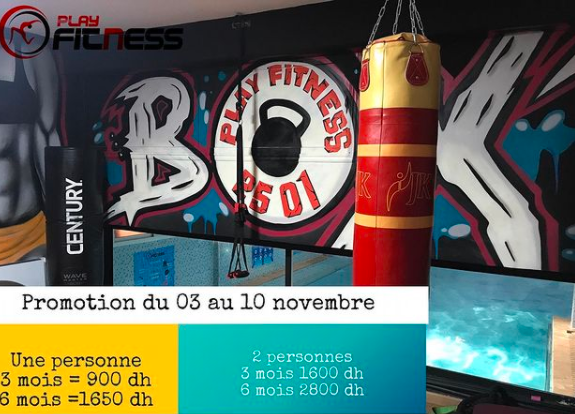 PLAY
FITNESS
BOX
PLAY FITNESS
PS 01
JK
CENTURY.
WAVE
Promotion du 03 au 10 novembre
Une personne
3 mois = 900 dh
6 mois =1650 dh
2 personnes
3 mois 1600 dh
6 mois 2800 dh